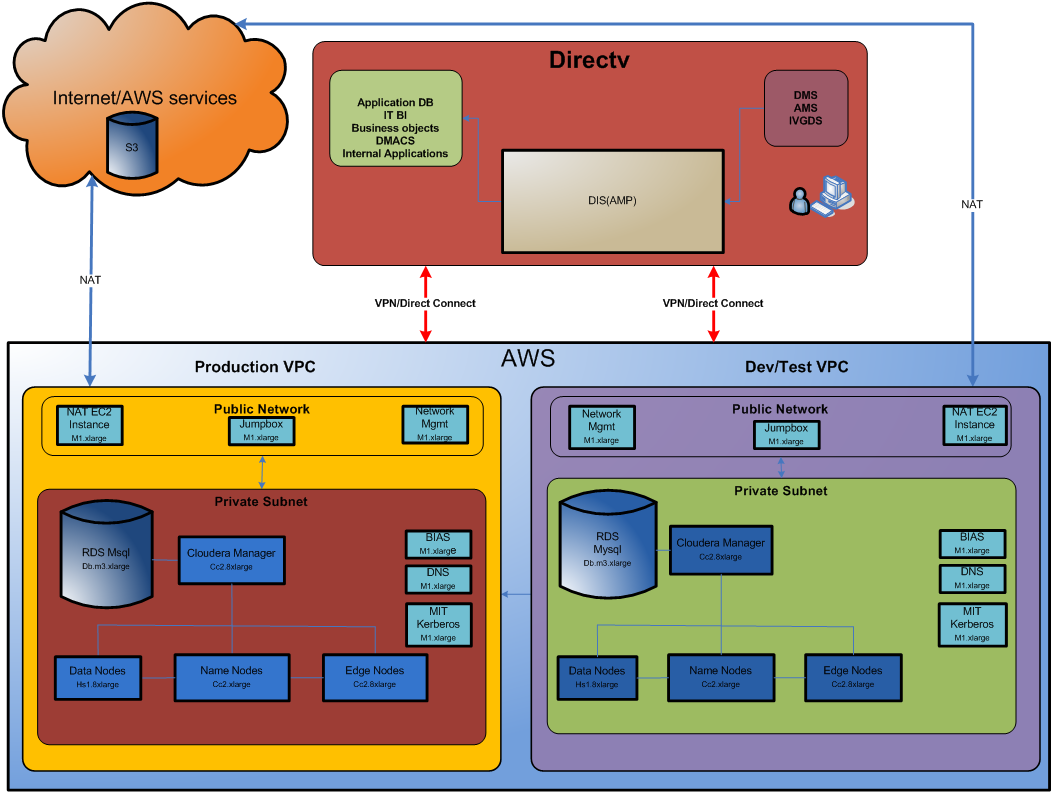 Internet/AWS services
S3
Directv
Application DB
IT BI
Business objects
DMACS
Internal Applications
DMS
AMS
IVGDS
DIS(AMP)
NAT
NAT
VPN/Direct Connect
VPN/Direct Connect
AWS
Production VPC
Dev/Test VPC
Public Network
NAT EC2
Instance
M1.xlarge
Jumpbox
M1.xlarge
Network
Mgmt
M1.xlarge
Private Subnet
RDS Msql
Db.m3.xlarge
Cloudera Manager
Cc2.8xlarge
BIAS
M1.xlarge
DNS
M1.xlarge
MIT
Kerberos
M1.xlarge
Data Nodes
Hs1.8xlarge
Name Nodes
Cc2.xlarge
Edge Nodes
Cc2.8xlarge
Public Network
Network
Mgmt
M1.xlarge
Jumpbox
M1.xlarge
NAT EC2
Instance
M1.xlarge
Private Subnet
RDS
Mysql
Db.m3.xlarge
Cloudera Manager
Cc2.8xlarge
BIAS
M1.xlarge
DNS
M1.xlarge
MIT
Kerberos
M1.xlarge
Data Nodes
Hs1.8xlarge
Name Nodes
Cc2.xlarge
Edge Nodes
Cc2.8xlarge